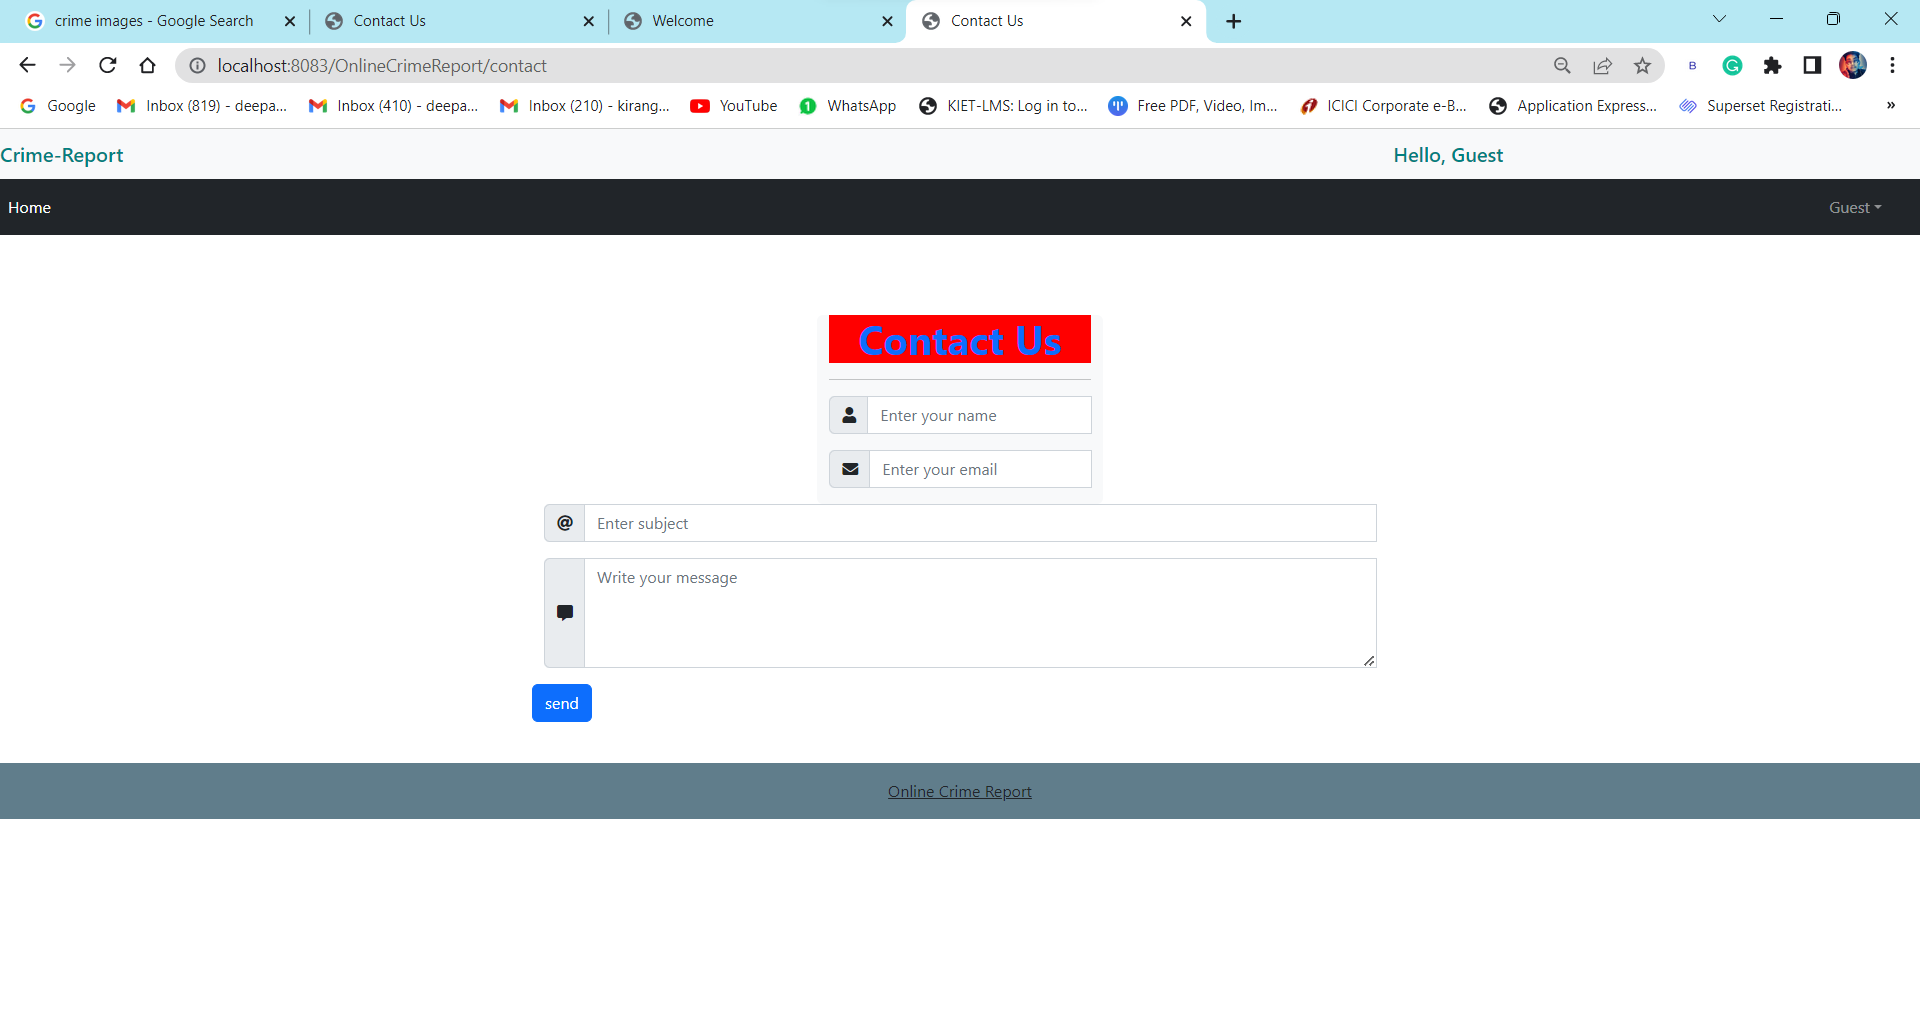 crime images - Google Search
Contact Us
Welcome
Contact Us
localhost:8083/OnlineCrimeReport/contact
B
G
Google
Inbox (819) - deepa...
Inbox (410) - deepa...
Inbox (210) - kirang...
YouTube
1 WhatsApp
KIET-LMS: Log in to...
Free PDF, Video, Im...
ICICI Corporate e-B...
Application Express...
Superset Registrati...
»
Crime-Report
Hello, Guest
Home
Guest
Contact Us
Enter your name
Enter your email
@ Enter subject
Write your message
send
Online Crime Report